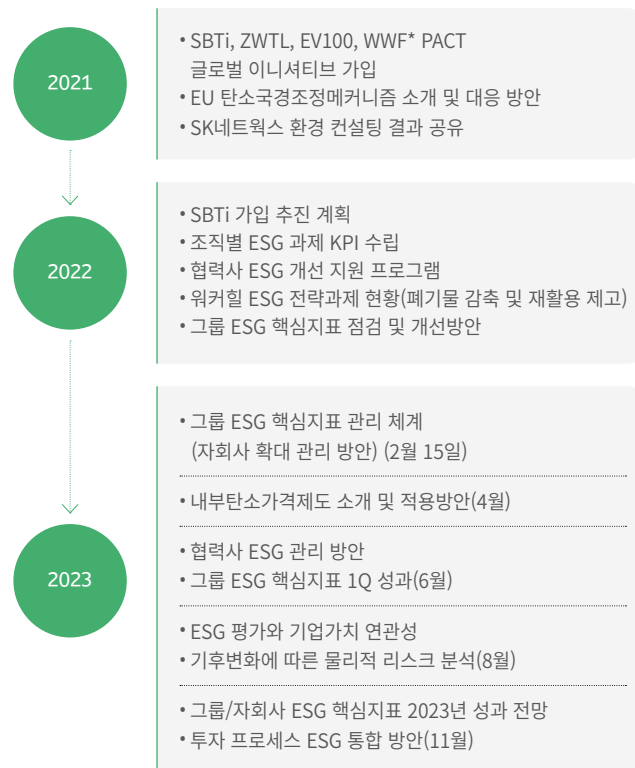 2021
• SBTi, ZWTL, EV100, WWF* PACT
글로벌 이니셔티브 가입
• EU 탄소국경조정메커니즘 소개 및 대응 방안
• SK네트웍스 환경 컨설팅 결과 공유
2022
• SBTi 가입 추진 계획
• 조직별 ESG 과제 KPI 수립
• 협력사 ESG 개선 지원 프로그램
• 워커힐 ESG 전략과제 현황(폐기물 감축 및 재활용 제고)
• 그룹 ESG 핵심지표 점검 및 개선방안
2023
• 그룹 ESG 핵심지표 관리 체계
(자회사 확대 관리 방안) (2월 15일)
• 내부탄소가격제도 소개 및 적용방안(4월)
• 협력사 ESG 관리 방안
• 그룹 ESG 핵심지표 1Q 성과(6월)
• ESG 평가와 기업가치 연관성
• 기후변화에 따른 물리적 리스크 분석(8월)
• 그룹/자회사 ESG 핵심지표 2023년 성과 전망
• 투자 프로세스 ESG 통합 방안(11월)